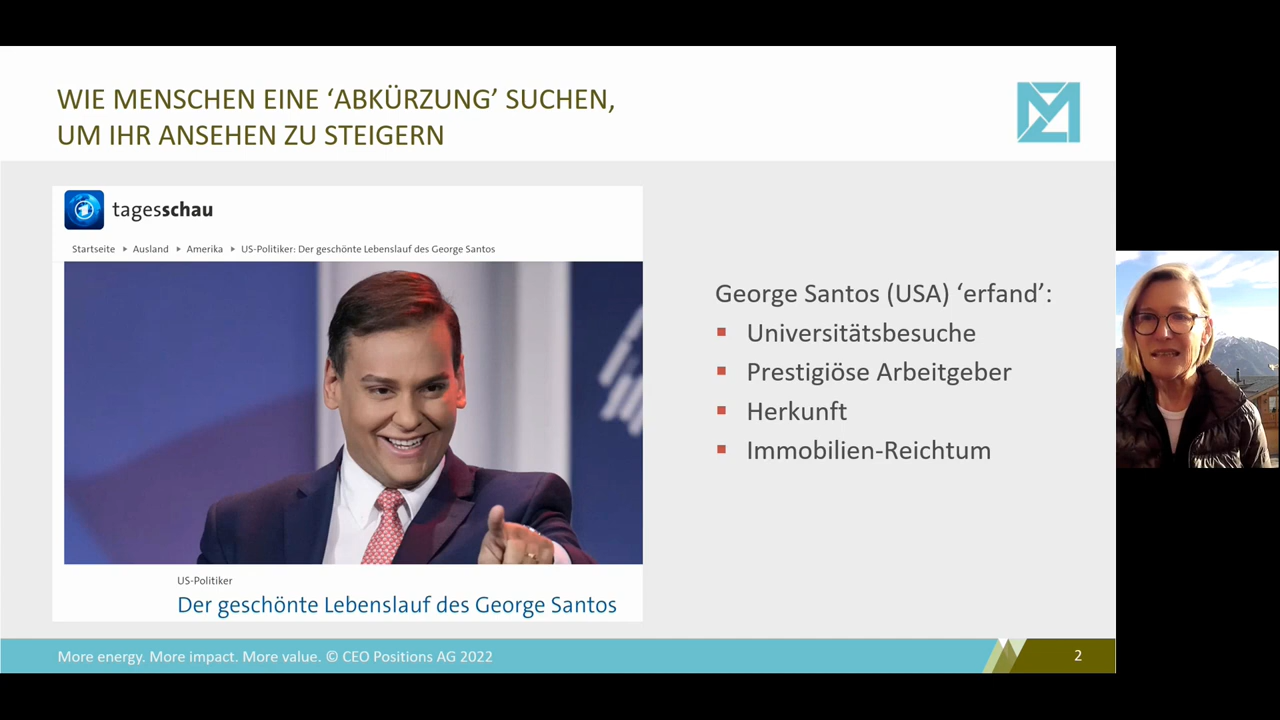 WIE MENSCHEN EINE ‘ABKÜRZUNG’ SUCHEN,
UM IHR ANSEHEN ZU STEIGERN
tagesschau
Startseite ▸ Ausland ▸ Amerika ▸ US-Politiker: Der geschönte Lebenslauf des George Santos
US-Politiker
Der geschönte Lebenslauf des George Santos
George Santos (USA) ‘erfand’:
▪ Universitätsbesuche
▪ Prestigiöse Arbeitgeber
▪ Herkunft
▪ Immobilien-Reichtum
More energy. More impact. More value. © CEO Positions AG 2022
2